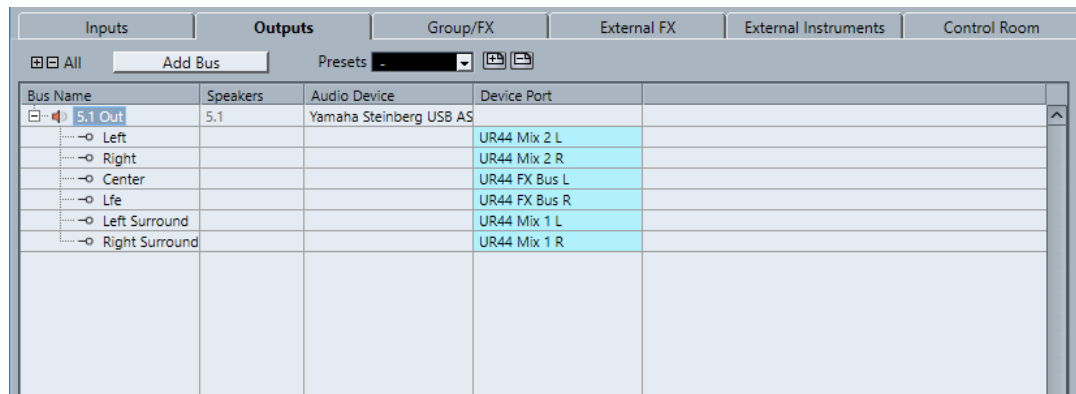 Inputs Outputs Group/FX External FX External Instruments Control Room
All Add Bus Presets -
Bus Name Speakers Audio Device Device Port
5.1 Out 5.1 Yamaha Steinberg USB AS
Left UR44 Mix 2 L
Right UR44 Mix 2 R
Center UR44 FX Bus L
Lfe UR44 FX Bus R
Left Surround UR44 Mix 1 L
Right Surround UR44 Mix 1 R